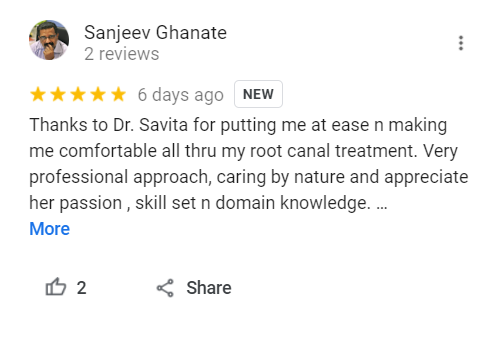 Sanjeev Ghanate
2 reviews
6 days ago NEW
Thanks to Dr. Savita for putting me at ease n making
me comfortable all thru my root canal treatment. Very
professional approach, caring by nature and appreciate
her passion , skill set n domain knowledge. ...
More
2 Share